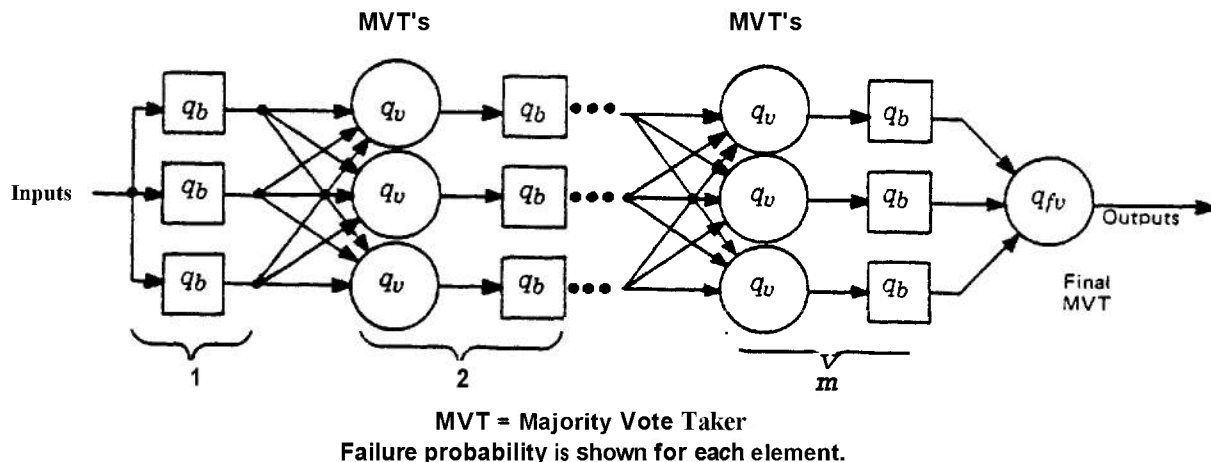 MVT's MVT's
q_b q_v q_b q_v q_b
Inputs q_b q_v q_b q_v q_b q_fv Outputs
q_b q_v q_b q_v q_b Final
MVT
1 2 m
MVT = Majority Vote Taker
Failure probability is shown for each element.